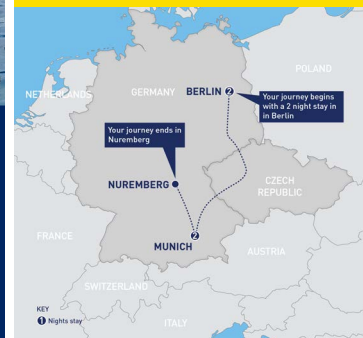 POLAND
NETHERLANDS
GERMANY
BERLIN 2
Your journey begins
with a 2 night stay in
in Berlin
Your journey ends in
Nuremberg
NUREMBERG
CZECH
REPUBLIC
FRANCE
MUNICH 2
AUSTRIA
SWITZERLAND
KEY
1 Nights stay
ITALY